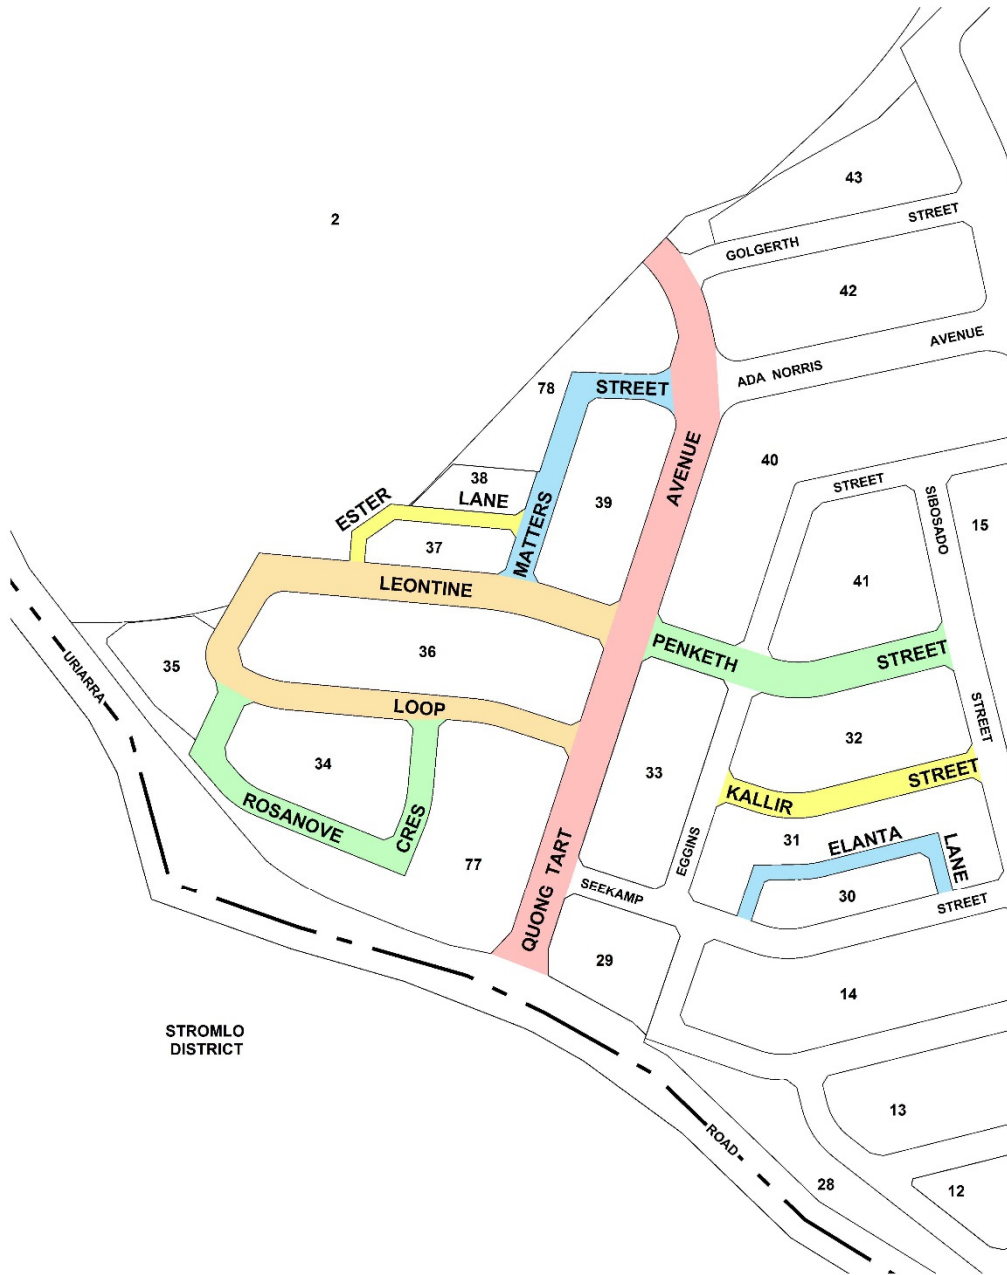 43
2
GOLGERTH STREET
42
ADA NORRIS AVENUE
78
STREET
40
38
STREET
SIBOSADO
15
ESTER LANE
39
AVENUE
MATTERS
37
41
LEONTINE
36
PENKETH STREET
35
URIARRA
LOOP
STREET
32
34
33
KALLIR STREET
ROSANOVE
CRES
31
ELANTA LANE
77
QUONG TART
EGGINS
SEEKAMP
30
STREET
29
14
STROMLO
DISTRICT
13
ROAD
28
12